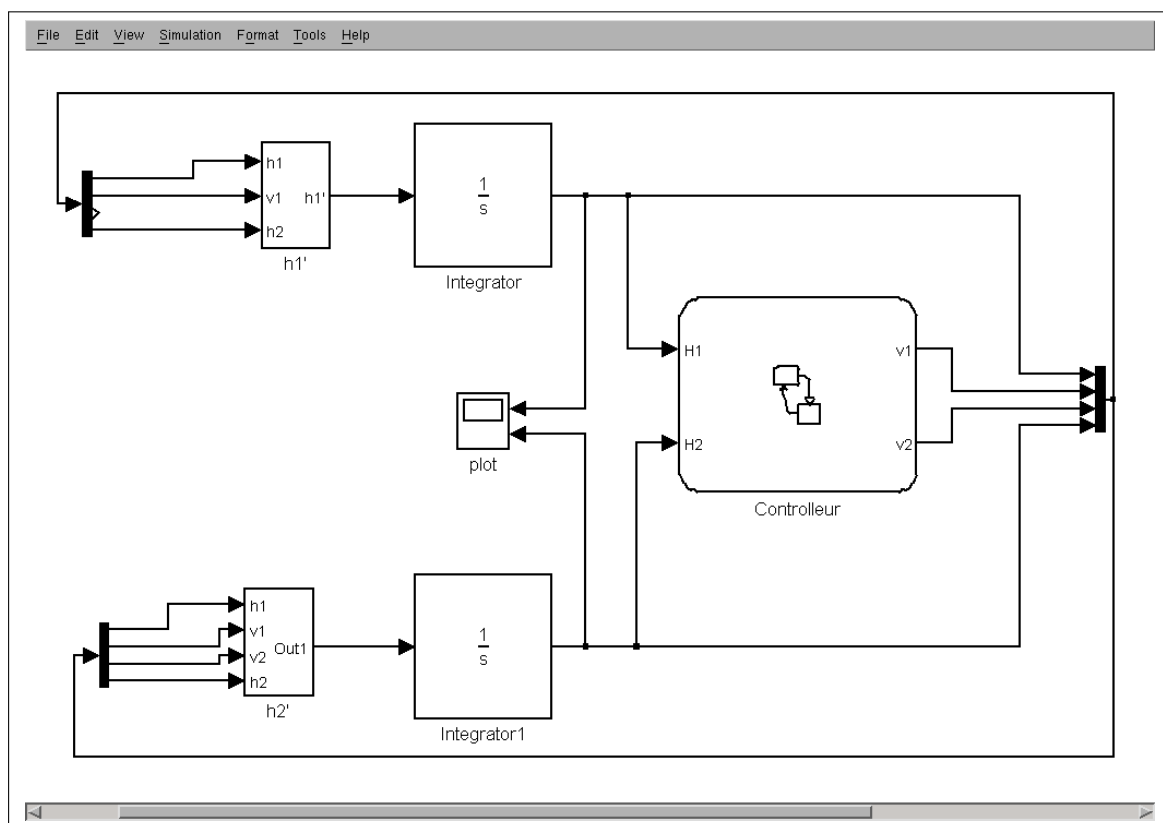 File Edit View Simulation Format Tools Help
h1
v1 h1'
h2
h1'
1
s
Integrator
H1 v1
H2 v2
Controlleur
plot
h1
v1
Out1
v2
h2
h2'
1
s
Integrator1